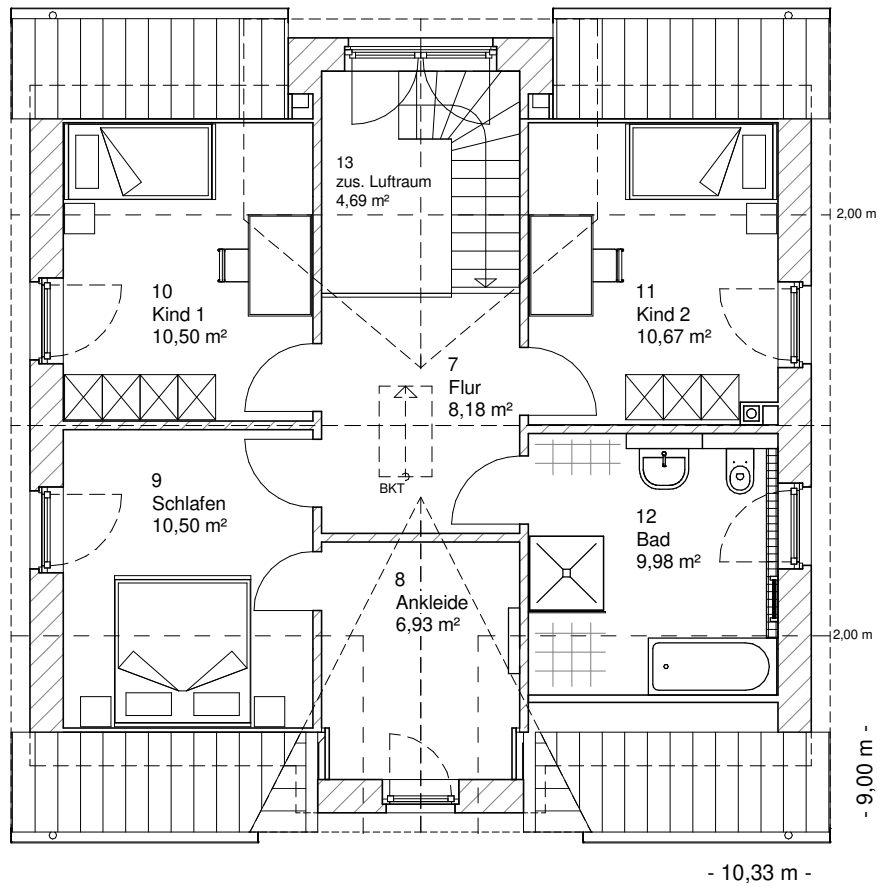 13
zus. Luftraum
4,69 m²
2,00 m
10
Kind 1
10,50 m²
11
Kind 2
10,67 m²
7
Flur
8,18 m²
BKT
9
Schlafen
10,50 m²
12
Bad
9,98 m²
8
Ankleide
6,93 m²
2,00 m
- 9,00 m -
- 10,33 m -